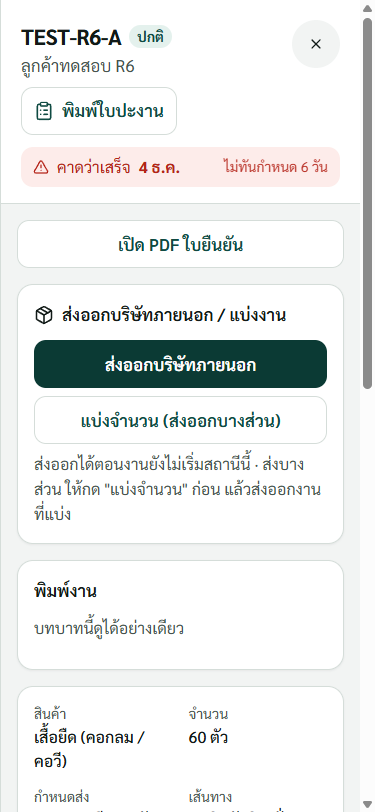 TEST-R6-A ปกติ
ลูกค้าทดสอบ R6
พิมพ์ใบปะงาน
คาดว่าเสร็จ 4 ธ.ค. ไม่ทันกำหนด 6 วัน
เปิด PDF ใบยืนยัน
ส่งออกบริษัทภายนอก / แบ่งงาน
ส่งออกบริษัทภายนอก
แบ่งจำนวน (ส่งออกบางส่วน)
ส่งออกได้ตอนงานยังไม่เริ่มสถานีนี้ · ส่งบาง
ส่วน ให้กด "แบ่งจำนวน" ก่อน แล้วส่งออกงาน
ที่แบ่ง
พิมพ์งาน
บทบาทนี้ดูได้อย่างเดียว
สินค้า จำนวน
เสื้อยืด (คอกลม / 60 ตัว
คอวี)
กำหนดส่ง เส้นทาง